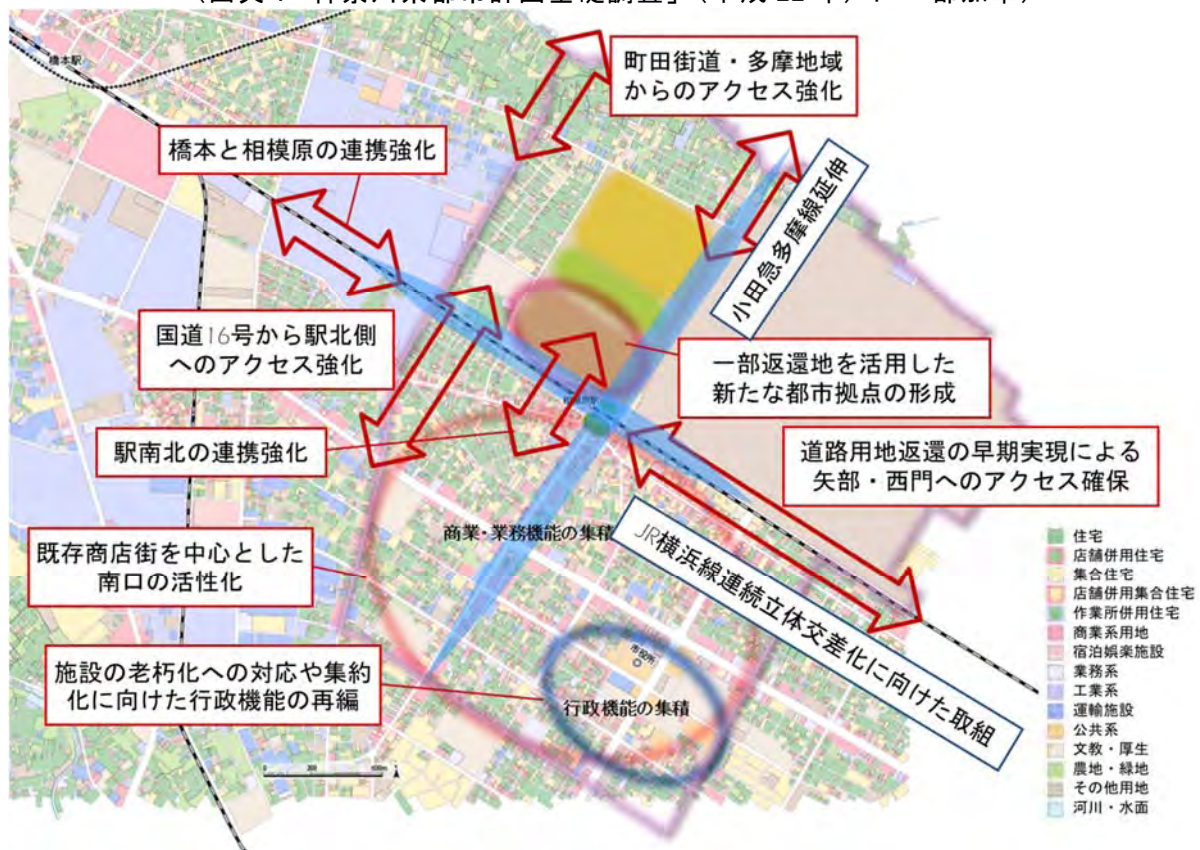 橋本駅
町田街道・多摩地域
からのアクセス強化
橋本と相模原の連携強化
小田急多摩線延伸
国道16号から駅北側
へのアクセス強化
一部返還地を活用した
新たな都市拠点の形成
駅南北の連携強化
道路用地返還の早期実現による
矢部・西門へのアクセス確保
商業・業務機能の集積
JR横浜線連続立体交差化に向けた取組
既存商店街を中心とした
南口の活性化
市役所
施設の老朽化への対応や集約
化に向けた行政機能の再編
行政機能の集積
住宅
店舗併用住宅
集合住宅
店舗併用集合住宅
作業所併用住宅
商業系用地
宿泊娯楽施設
業務系
工業系
運輸施設
公共系
文教・厚生
農地・緑地
その他用地
河川・水面